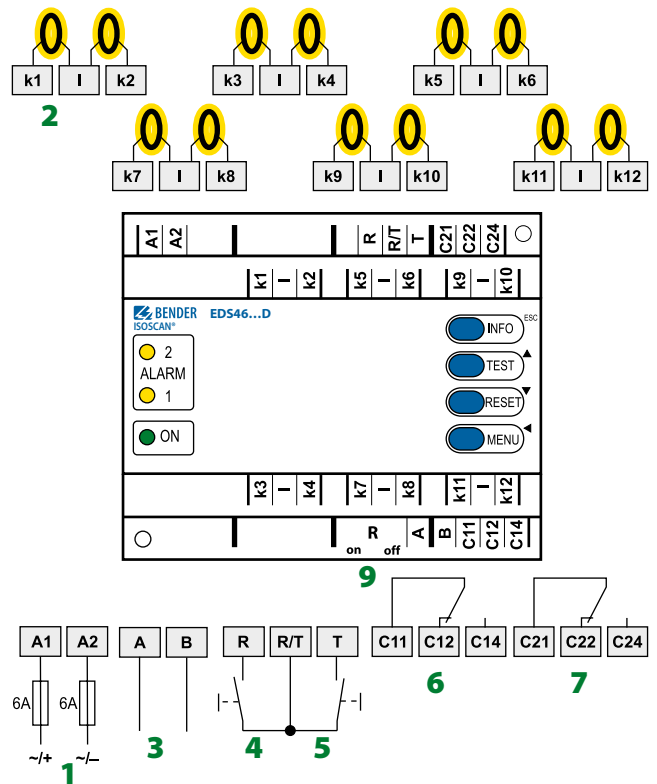 k1 I k2 k3 I k4 k5 I k6
2
k7 I k8 k9 I k10 k11 I k12
A1 A2 R R/T T C21 C22 C24
k1 I k2 k5 I k6 k9 I k10
BENDER EDS46...D
ISOSCAN®
2
ALARM
1
ON
INFO ESC
TEST
RESET
MENU
k3 I k4 k7 I k8 k11 I k12
R on off A B C11 C12 C14
9
A1 A2 A B R R/T T C11 C12 C14 C21 C22 C24
6 7
6A 6A
3 4 5
~/+ ~/–
1